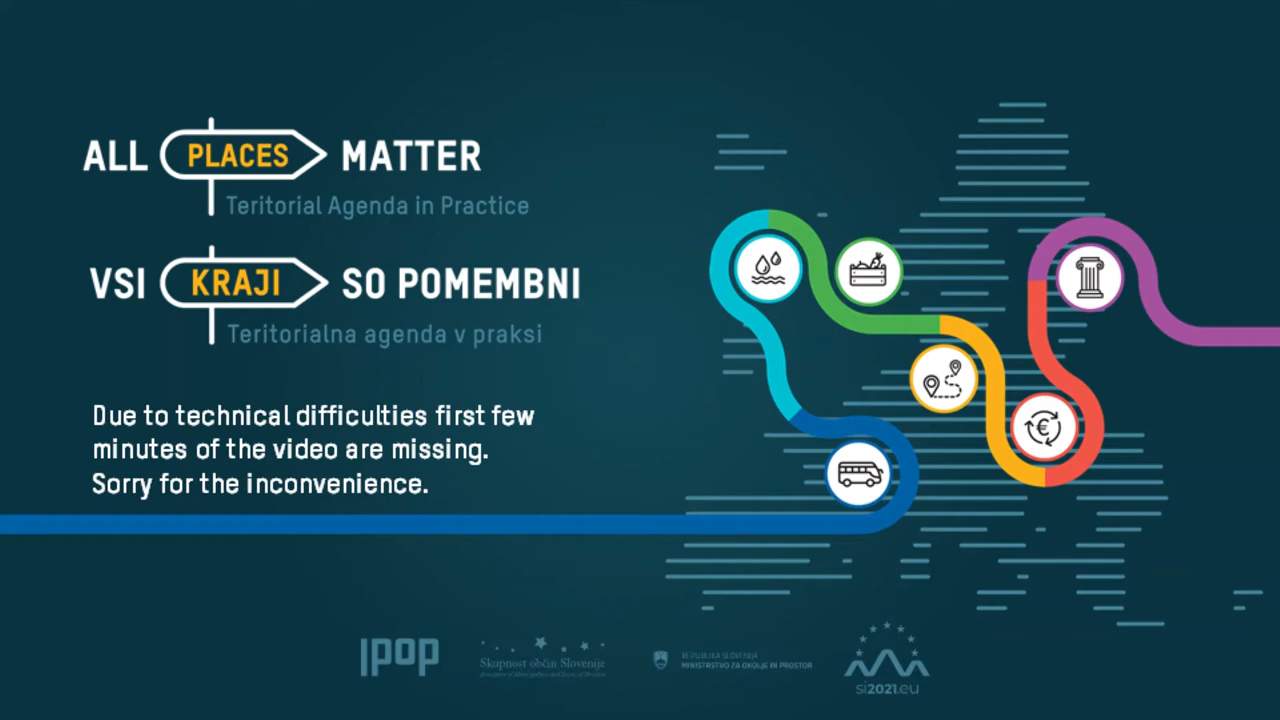 ALL PLACES MATTER
Teritorial Agenda in Practice
VSI KRAJI SO POMEMBNI
Teritorialna agenda v praksi
Due to technical difficulties first few
minutes of the video are missing.
Sorry for the inconvenience.
€
IPOP
Skupnost občin Slovenije
REPUBLIKA SLOVENIJA
MINISTRSTVO ZA OKOLJE IN PROSTOR
si2021.eu